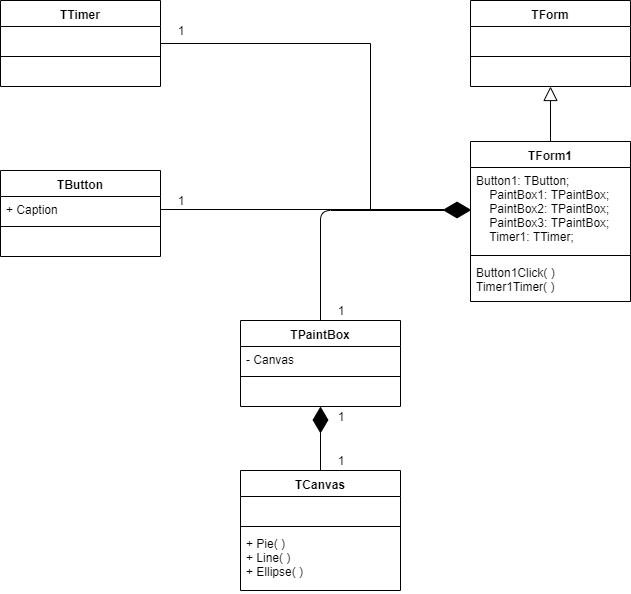 TTimer
1
TForm
TButton
+ Caption
1
TForm1
Button1: TButton;
PaintBox1: TPaintBox;
PaintBox2: TPaintBox;
PaintBox3: TPaintBox;
Timer1: TTimer;
Button1Click( )
Timer1Timer( )
1
TPaintBox
- Canvas
1
1
TCanvas
+ Pie( )
+ Line( )
+ Ellipse( )